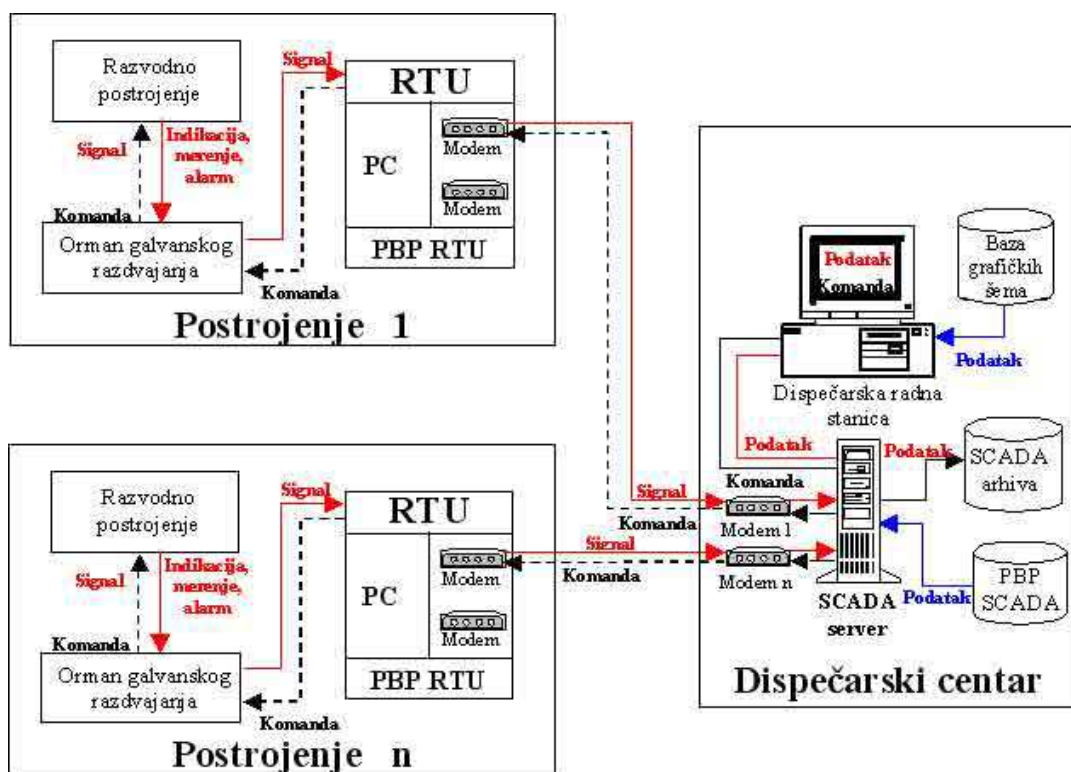 Razvodno
postrojenje
Signal
Indikacija,
merenje,
alarm
Komanda
Orman galvanskog
razdvajanja
Signal
Komanda
RTU
PC
Modem
Modem
PBP RTU
Postrojenje 1
Razvodno
postrojenje
Signal
Indikacija,
merenje,
alarm
Komanda
Orman galvanskog
razdvajanja
Signal
Komanda
RTU
PC
Modem
Modem
PBP RTU
Postrojenje n
Signal
Komanda
Signal
Komanda
Podatak
Komanda
Baza
grafičkih
šema
Podatak
Dispečarska radna
stanica
Podatak
Podatak
SCADA
arhiva
Komanda
Modem 1
Modem n
SCADA
server
Podatak
PBP
SCADA
Dispečarski centar